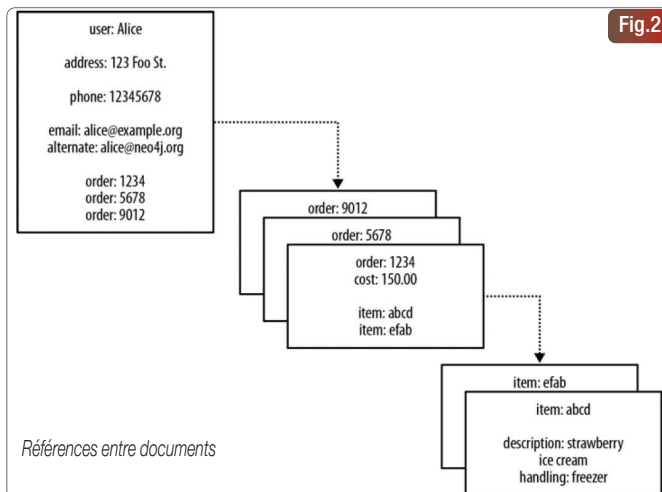 Fig.2
user: Alice
address: 123 Foo St.
phone: 12345678
email: alice@example.org
alternate: alice@neo4j.org
order: 1234
order: 5678
order: 9012
order: 9012
order: 5678
order: 1234
cost: 150.00
item: abcd
item: efab
item: efab
item: abcd
description: strawberry
ice cream
handling: freezer
Références entre documents